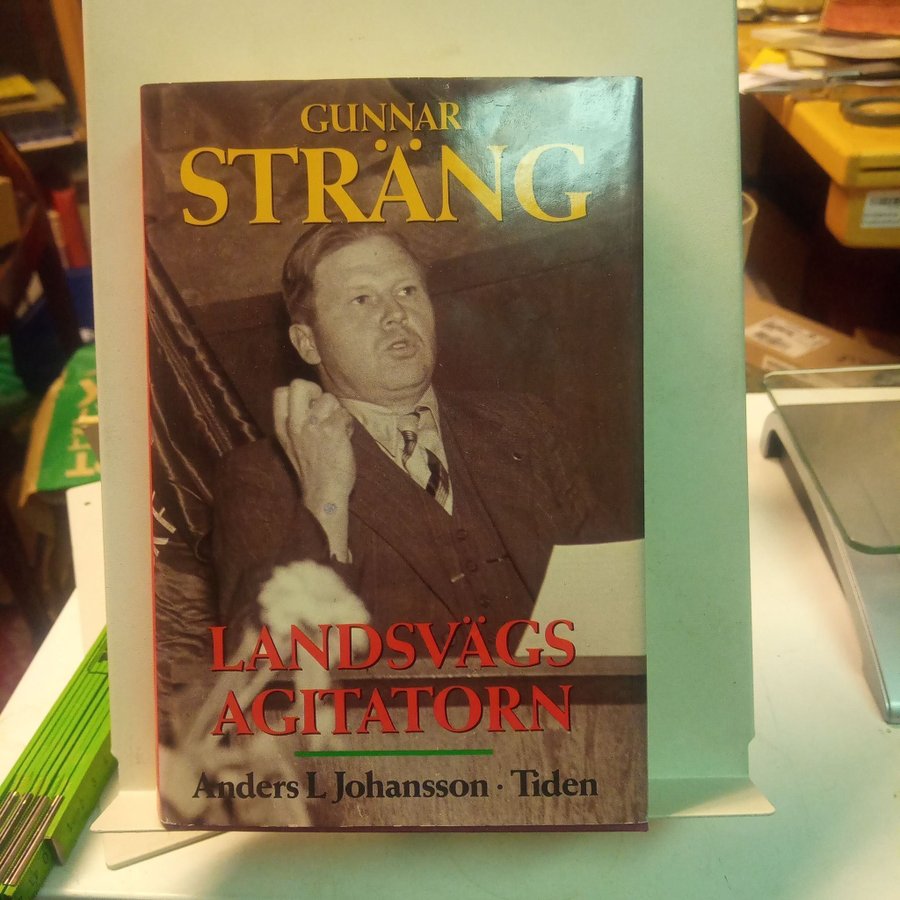 GUNNAR
STRÄNG
LANDSVÄGS
AGITATORN
Anders L Johansson · Tiden